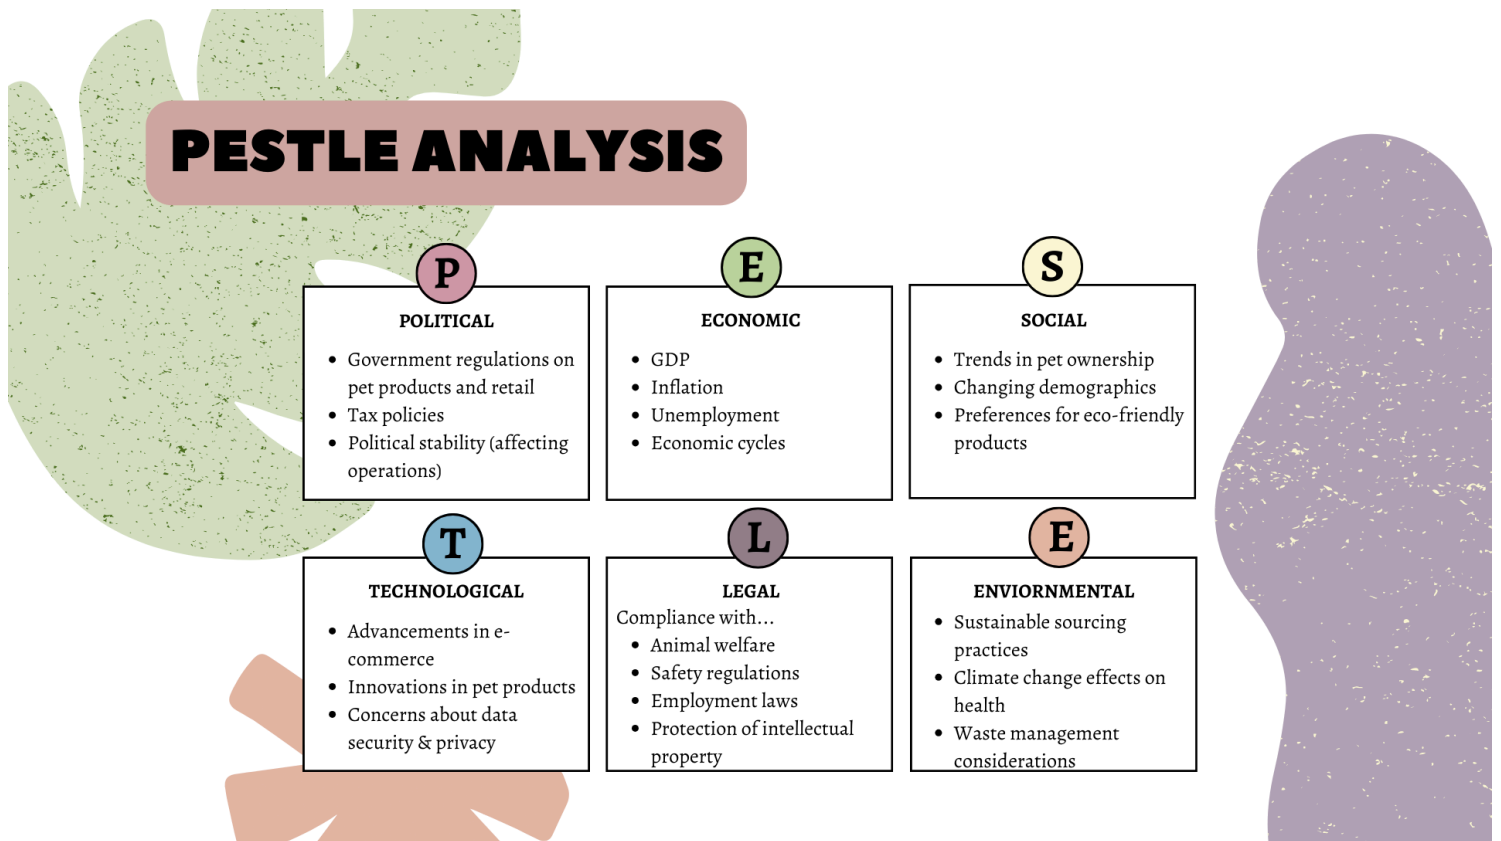 PESTLE ANALYSIS
P
POLITICAL
• Government regulations on
pet products and retail
• Tax policies
• Political stability (affecting
operations)
E
ECONOMIC
• GDP
• Inflation
• Unemployment
• Economic cycles
S
SOCIAL
• Trends in pet ownership
• Changing demographics
• Preferences for eco-friendly
products
T
TECHNOLOGICAL
• Advancements in e-
commerce
• Innovations in pet products
• Concerns about data
security & privacy
L
LEGAL
Compliance with...
• Animal welfare
• Safety regulations
• Employment laws
• Protection of intellectual
property
E
ENVIORNMENTAL
• Sustainable sourcing
practices
• Climate change effects on
health
• Waste management
considerations